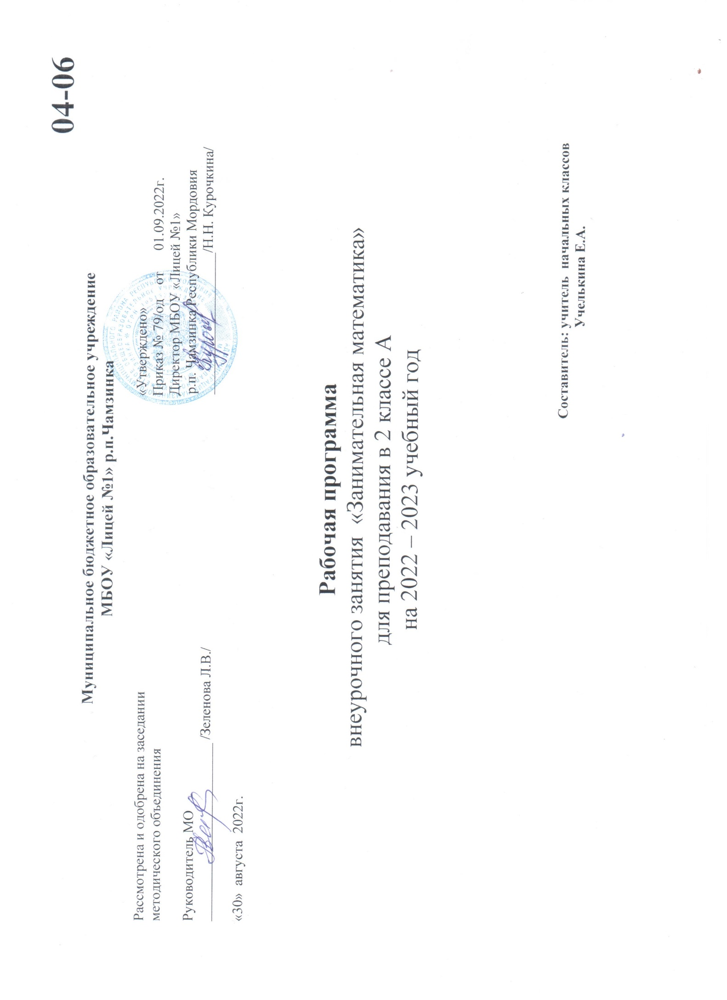 04-06
Муниципальное бюджетное образовательное учреждение
МБОУ «Лицей №1» р.п.Чамзинка
Рассмотрена и одобрена на заседании
методического объединения
Руководитель МО
/Зеленова Л.В./
«30» августа 2022г.
«Утверждено»
Приказ № 79/од от 01.09.2022г.
Директор МБОУ «Лицей №1»
р.п. Чамзинка Республики Мордовия
/Н.Н. Курочкина/
Рабочая программа
внеурочного занятия «Занимательная математика»
для преподавания в 2 классе А
на 2022 – 2023 учебный год
Составитель: учитель начальных классов
Учелькина Е.А.